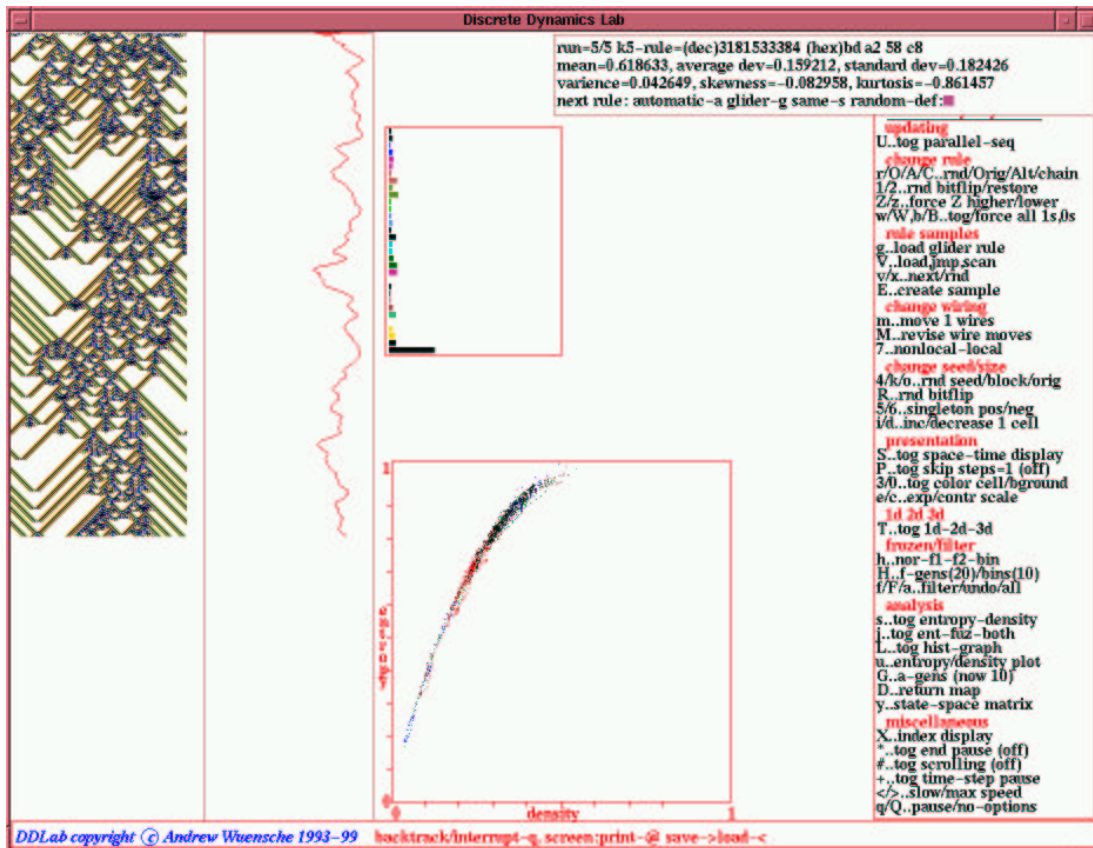 Discrete Dynamics Lab
run=5/5 k5-rule=(dec)3181533384 (hex)bd a2 58 c8
mean=0.618633, average dev=0.159212, standard dev=0.182426
varience=0.042649, skewness=-0.082958, kurtosis=-0.861457
next rule: automatic-a glider-g same-s random-def:
updating
U..tog parallel-seq
change rule
r/O/A/C..rnd/Orig/Alt/chain
1/2..rnd bitflip/restore
Z/z..force Z higher/lower
w/W,b/B..tog/force all 1s,0s
rule samples
g..load glider rule
V..load,jmp,scan
v/x..next/rnd
E..create sample
change wiring
m..move 1 wires
M..revise wire moves
7..nonlocal-local
change seed/size
4/k/o..rnd seed/block/orig
R..rnd bitflip
5/6..singleton pos/neg
i/d..inc/decrease 1 cell
presentation
S..tog space-time display
P..tog skip steps=1 (off)
3/0..tog color cell/bground
e/c..exp/contr scale
1d 2d 3d
T..tog 1d-2d-3d
frozen/filter
h..nor-f1-f2-bin
H..f-gens(20)/bins(10)
f/F/a..filter/undo/all
analysis
s..tog entropy-density
j..tog ent-fuz-both
L..tog hist-graph
u..entropy/density plot
G..a-gens (now 10)
D..return map
y..state-space matrix
miscellaneous
X..index display
*..tog end pause (off)
#..tog scrolling (off)
+..tog time-step pause
</>..slow/max speed
q/Q..pause/no-options
1
entropy
0
0
density
1
DDLab copyright © Andrew Wuensche 1993-99 backtrack/interrupt-q, screen:print-@ save->load-<